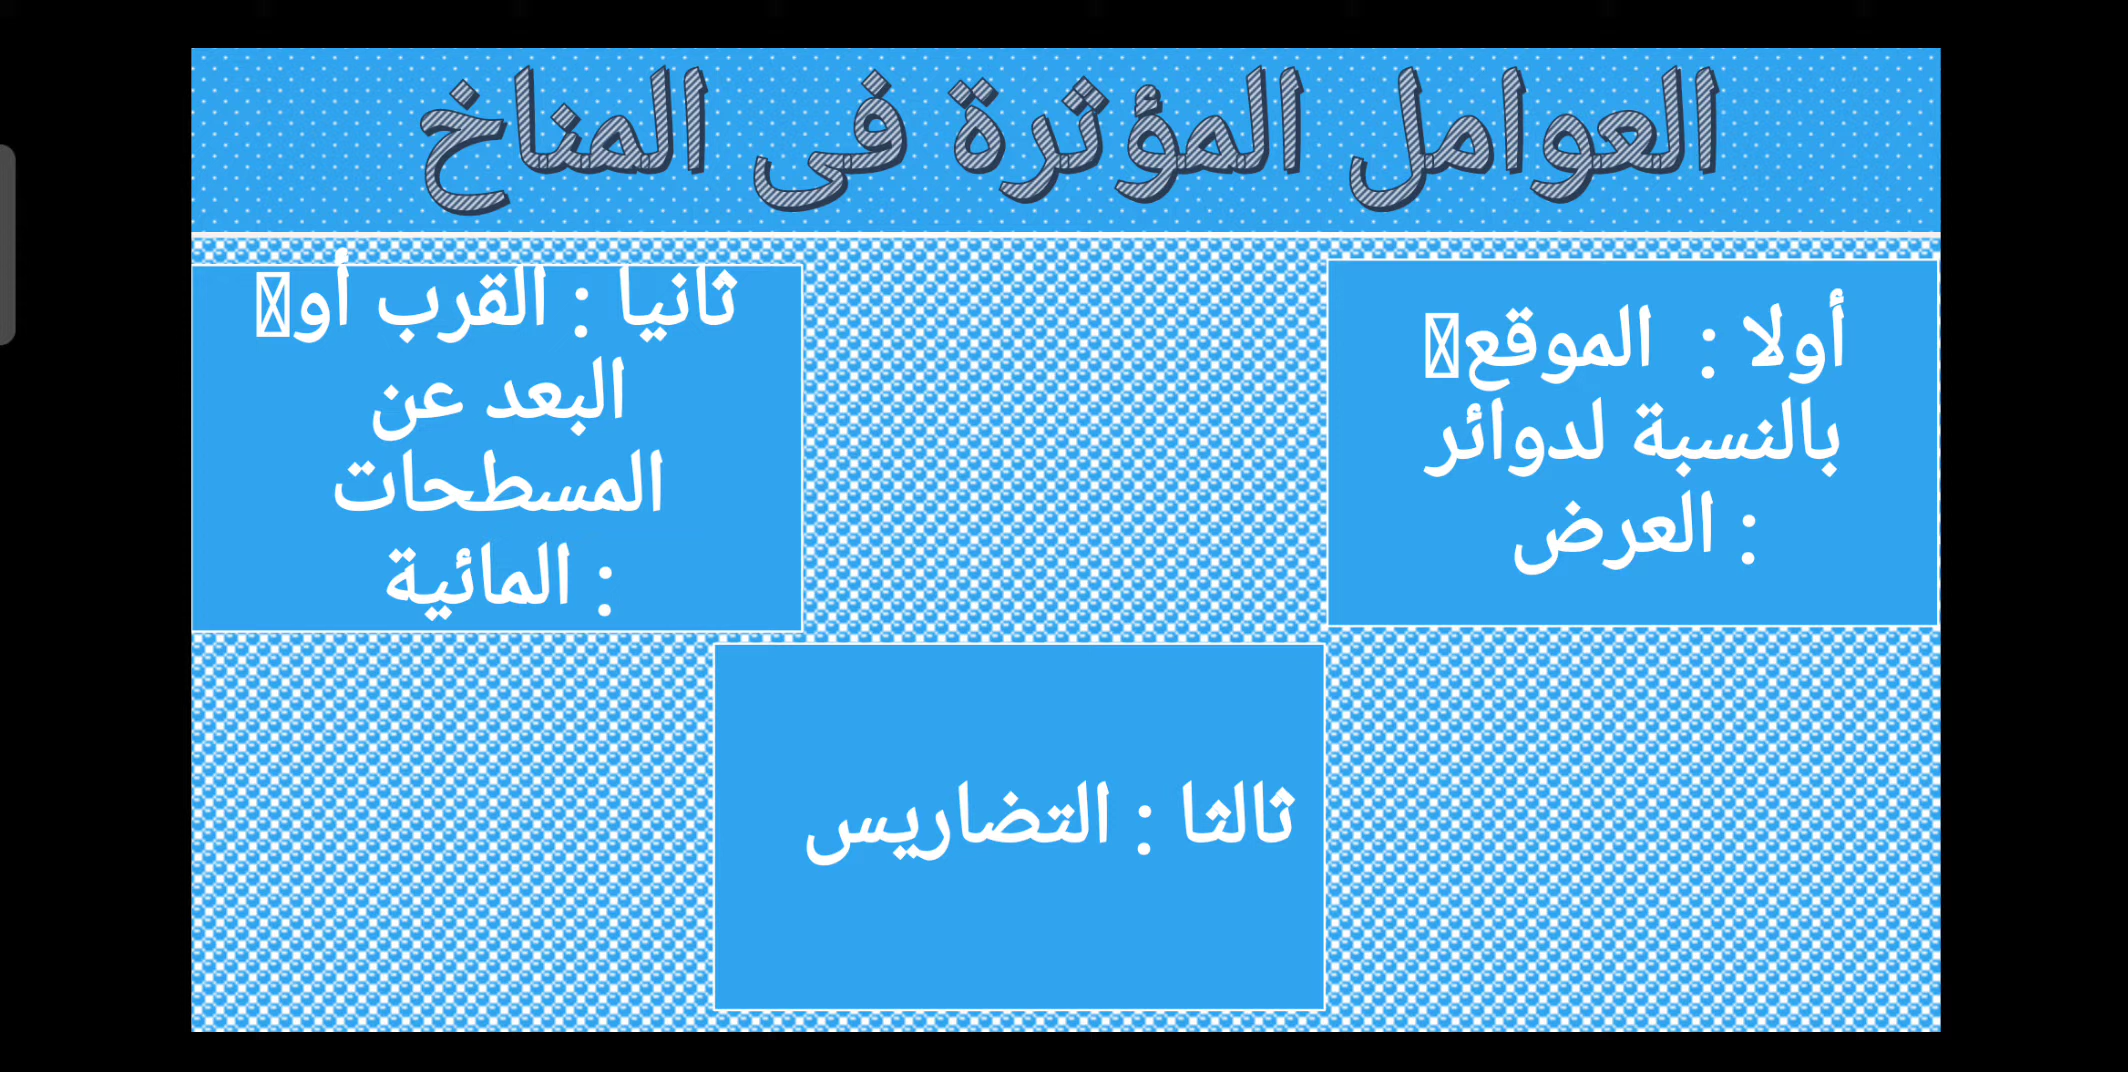 العوامل المؤثرة فى المناخ
أولا : الموقع
بالنسبة لدوائر
العرض :
ثانيا : القرب أو
البعد عن
المسطحات
المائية :
ثالثا : التضاريس